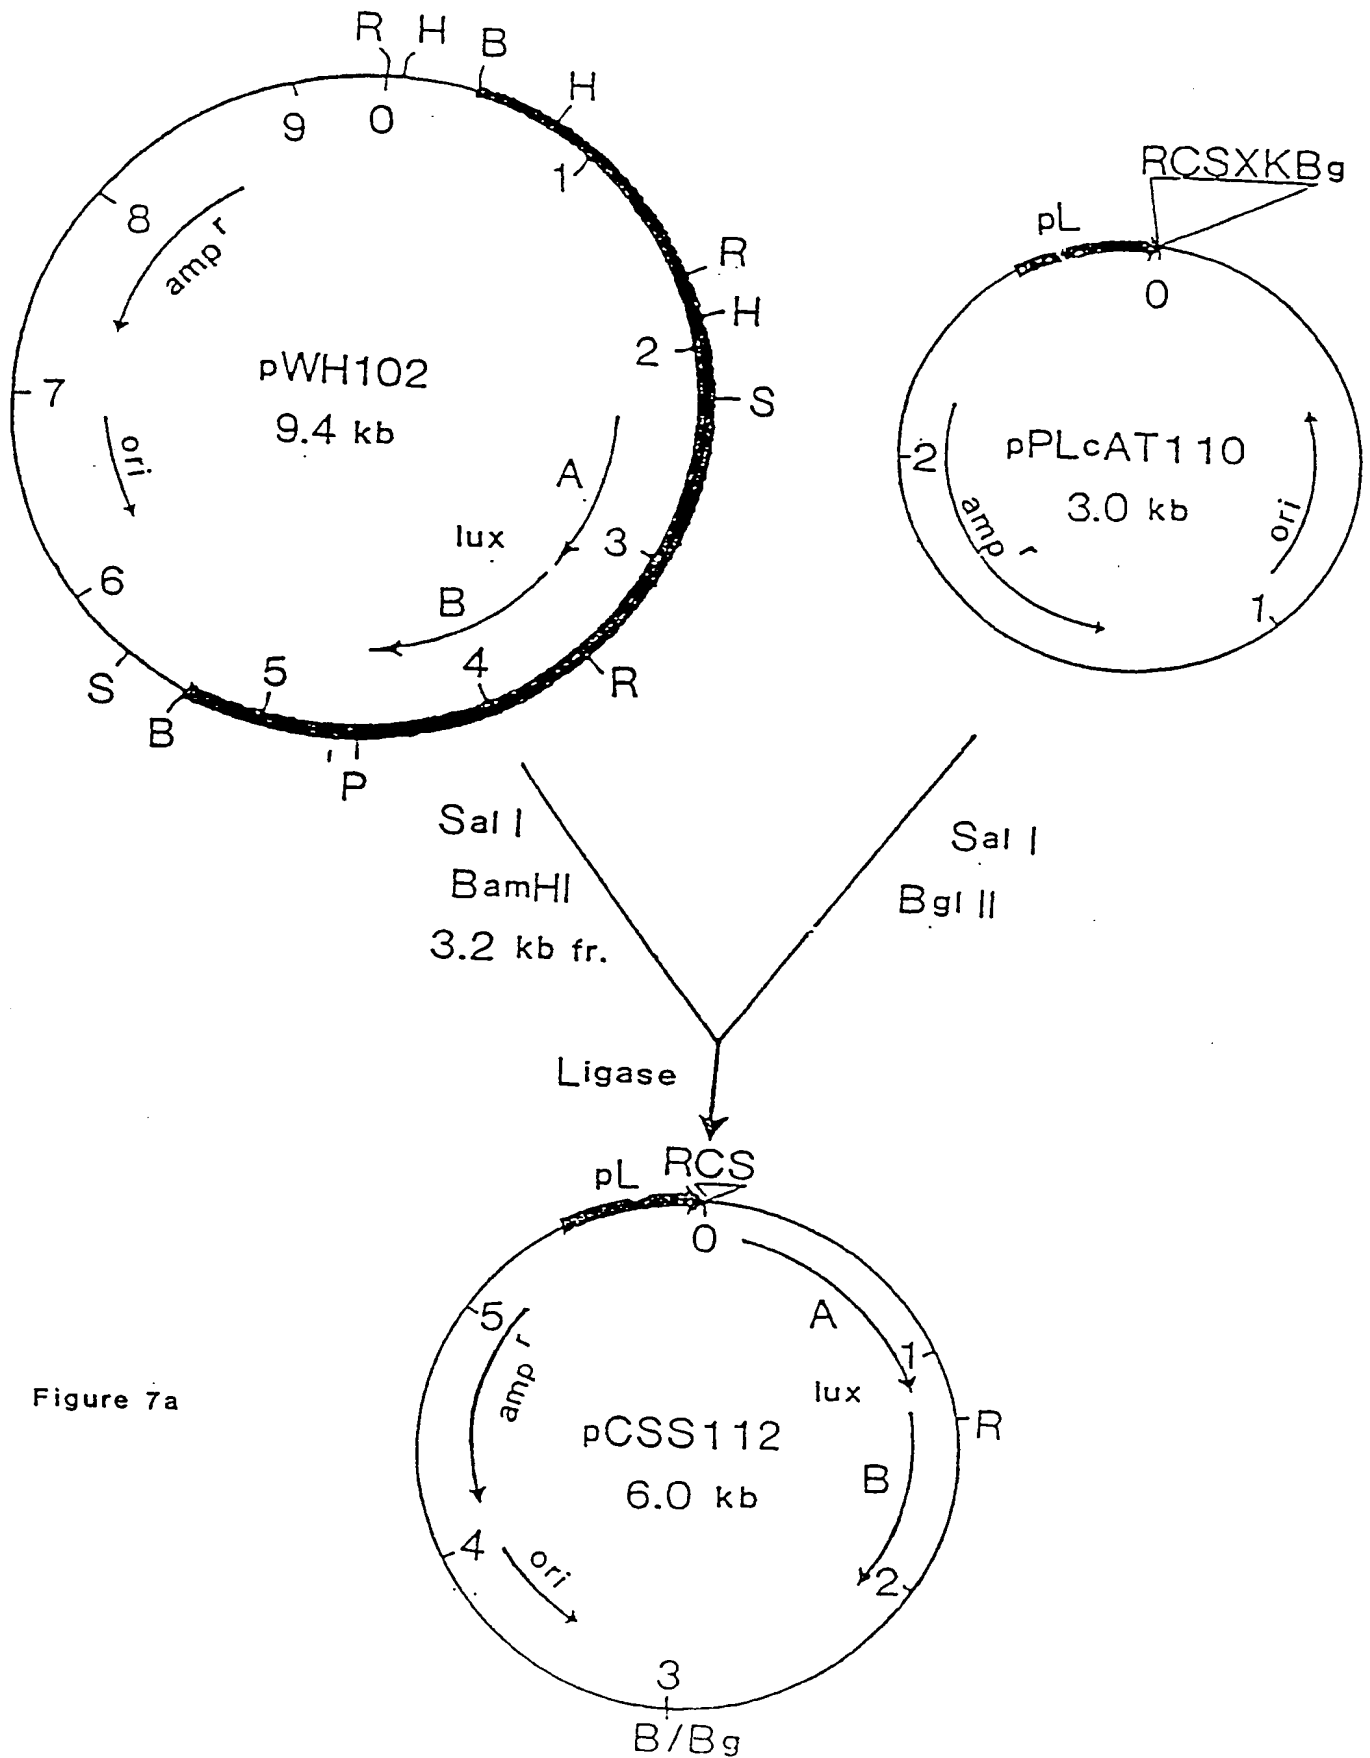 R H B
H
9 0
1
8
amp r
R
H
2
pWH102
9.4 kb
7
S
ori
A
lux
3
6
B
5
4
S
B
R
P
RCSXKBg
pL
0
2
pPLcAT110
3.0 kb
amp r
ori
1
Sal I
BamHI
3.2 kb fr.
Sal I
Bgl II
Ligase
pL RCS
0
5
A
amp r
1
lux
R
pCSS112
6.0 kb
B
4
ori
2
3
B/Bg
Figure 7a